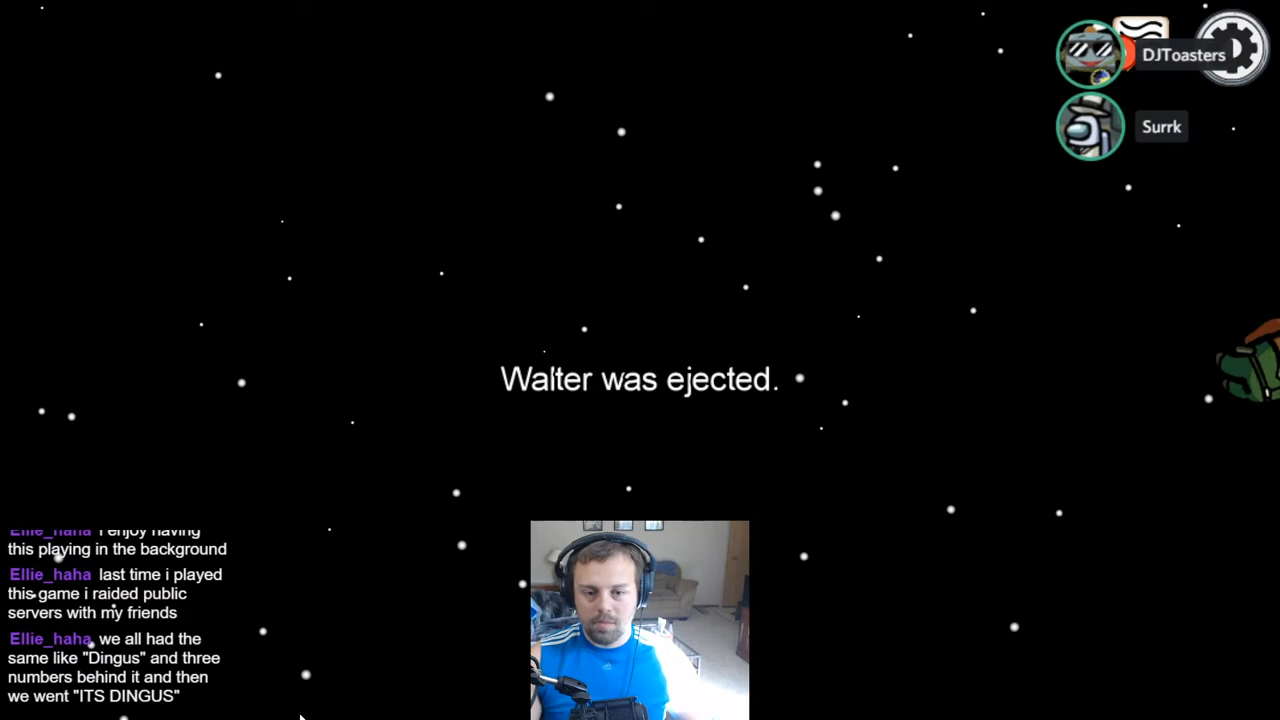 DJToasters
Surrk
Walter was ejected.
Ellie_haha I enjoy having
this playing in the background
Ellie_haha last time i played
this game i raided public
servers with my friends
Ellie_haha we all had the
same like "Dingus" and three
numbers behind it and then
we went "ITS DINGUS"